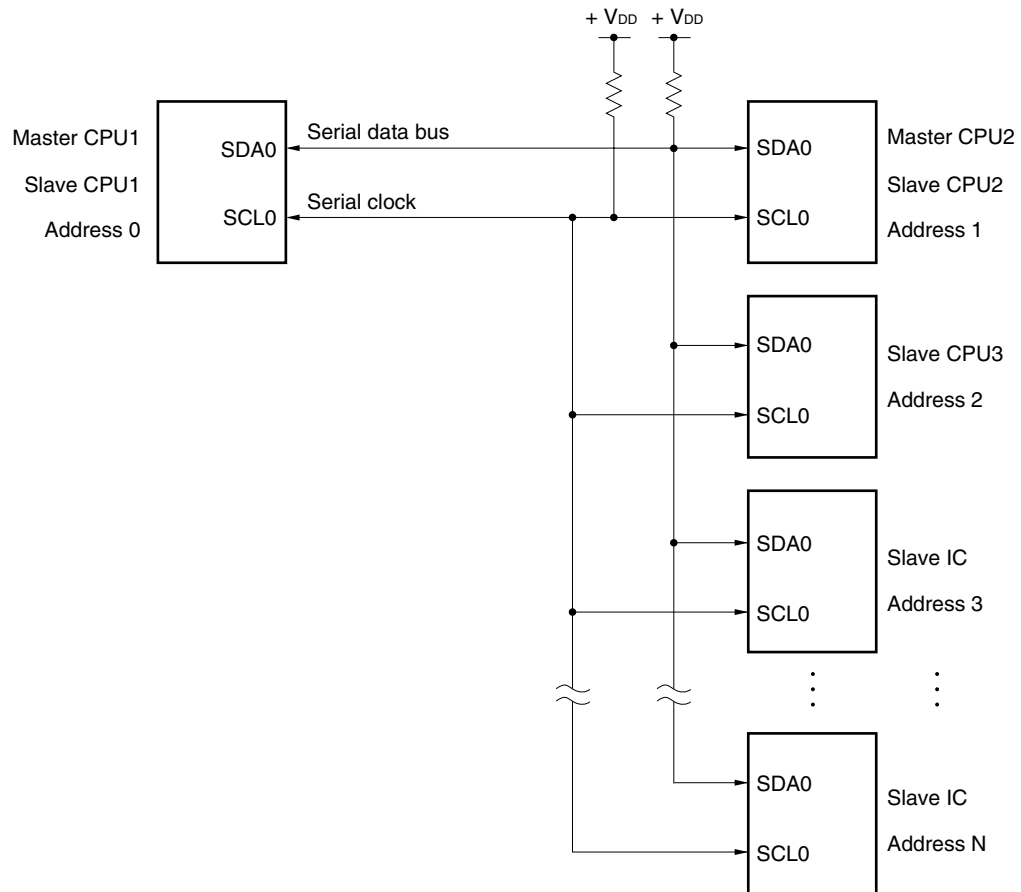 + VDD + VDD
Master CPU1
Slave CPU1
Address 0
SDA0
SCL0
Serial data bus
Serial clock
SDA0
SCL0
Master CPU2
Slave CPU2
Address 1
SDA0
SCL0
Slave CPU3
Address 2
SDA0
SCL0
Slave IC
Address 3
SDA0
SCL0
Slave IC
Address N